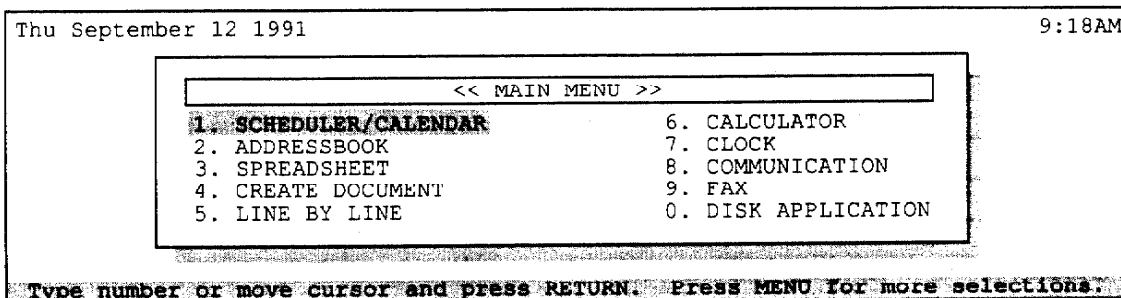 Thu September 12 1991 9:18AM
<< MAIN MENU >>
1. SCHEDULER/CALENDAR 6. CALCULATOR
2. ADDRESSBOOK 7. CLOCK
3. SPREADSHEET 8. COMMUNICATION
4. CREATE DOCUMENT 9. FAX
5. LINE BY LINE 0. DISK APPLICATION
Type number or move cursor and press RETURN. Press MENU for more selections.